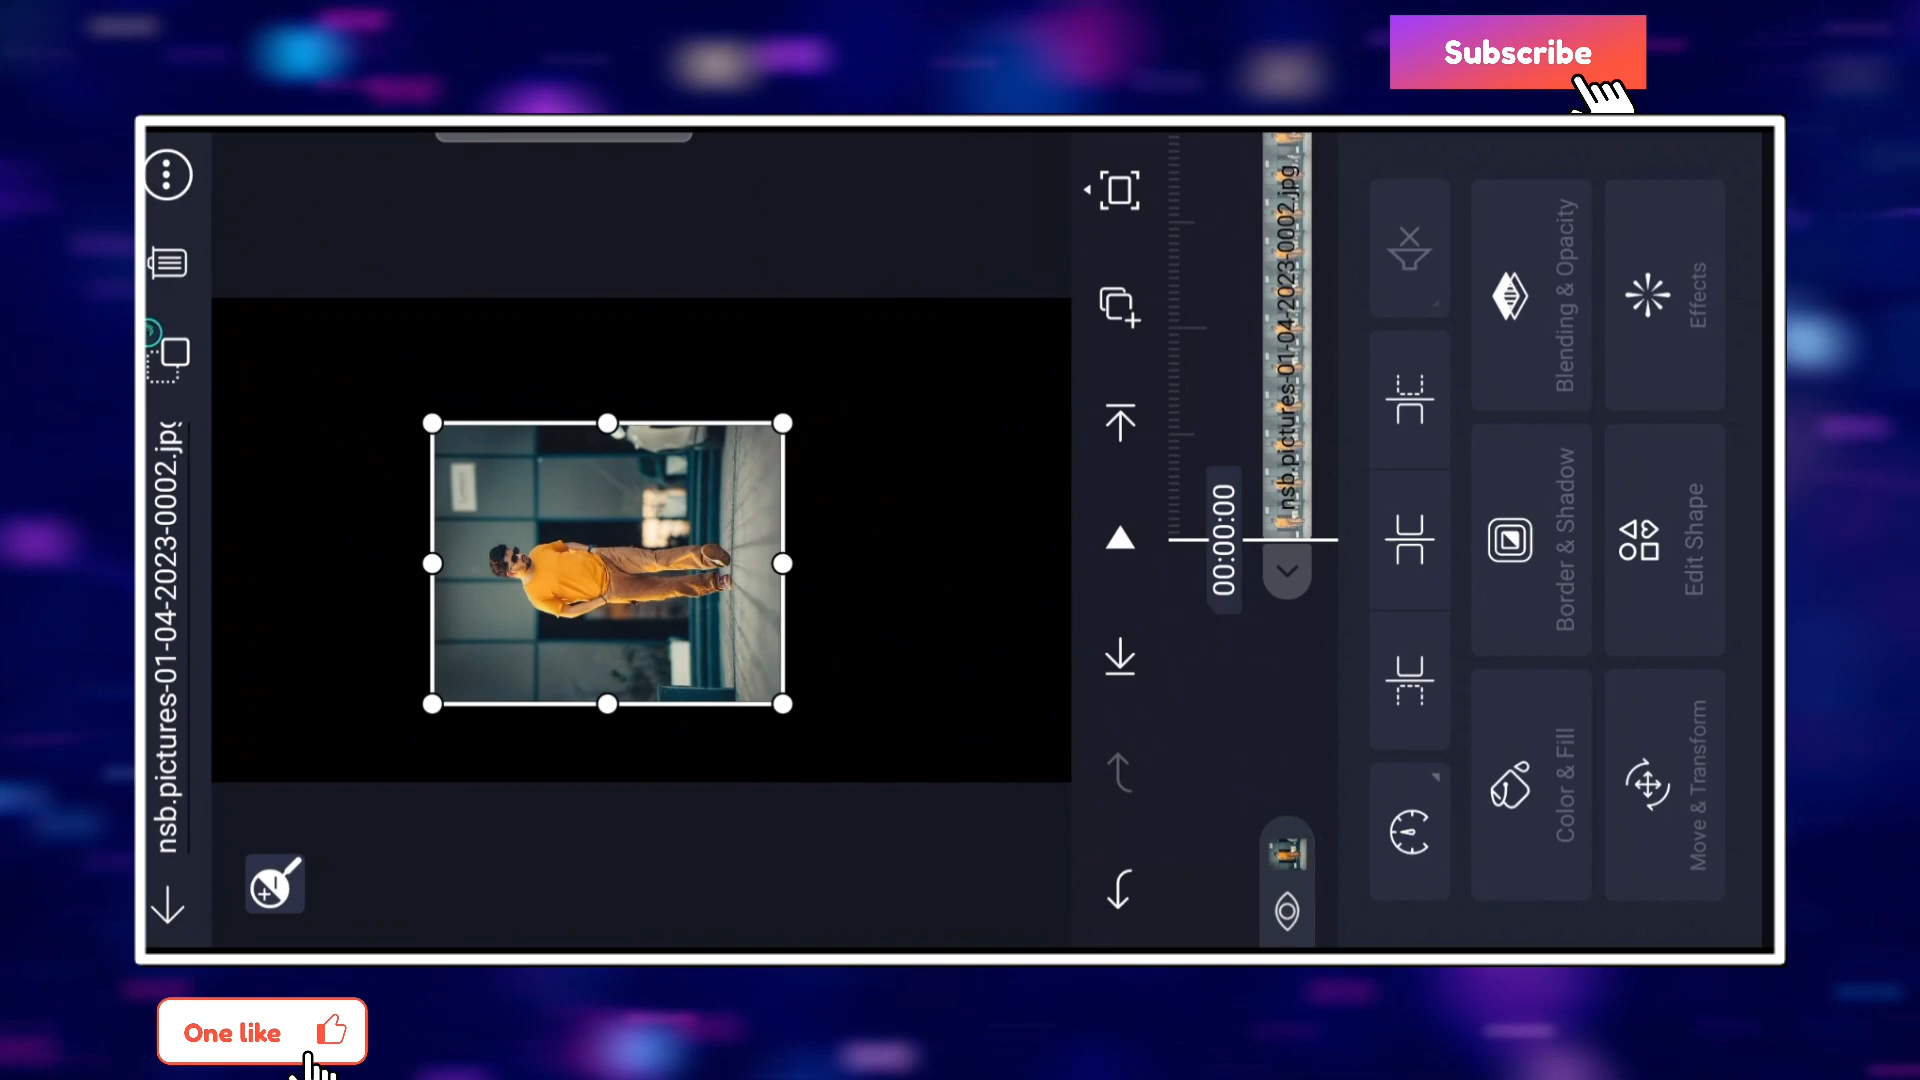 Subscribe
nsb.pictures-01-04-2023-0002.jpg
nsb.pictures-01-04-2023-0002.jpg
00:00:00
Color & Fill
Border & Shadow
Blending & Opacity
Move & Transform
Edit Shape
Effects
One like